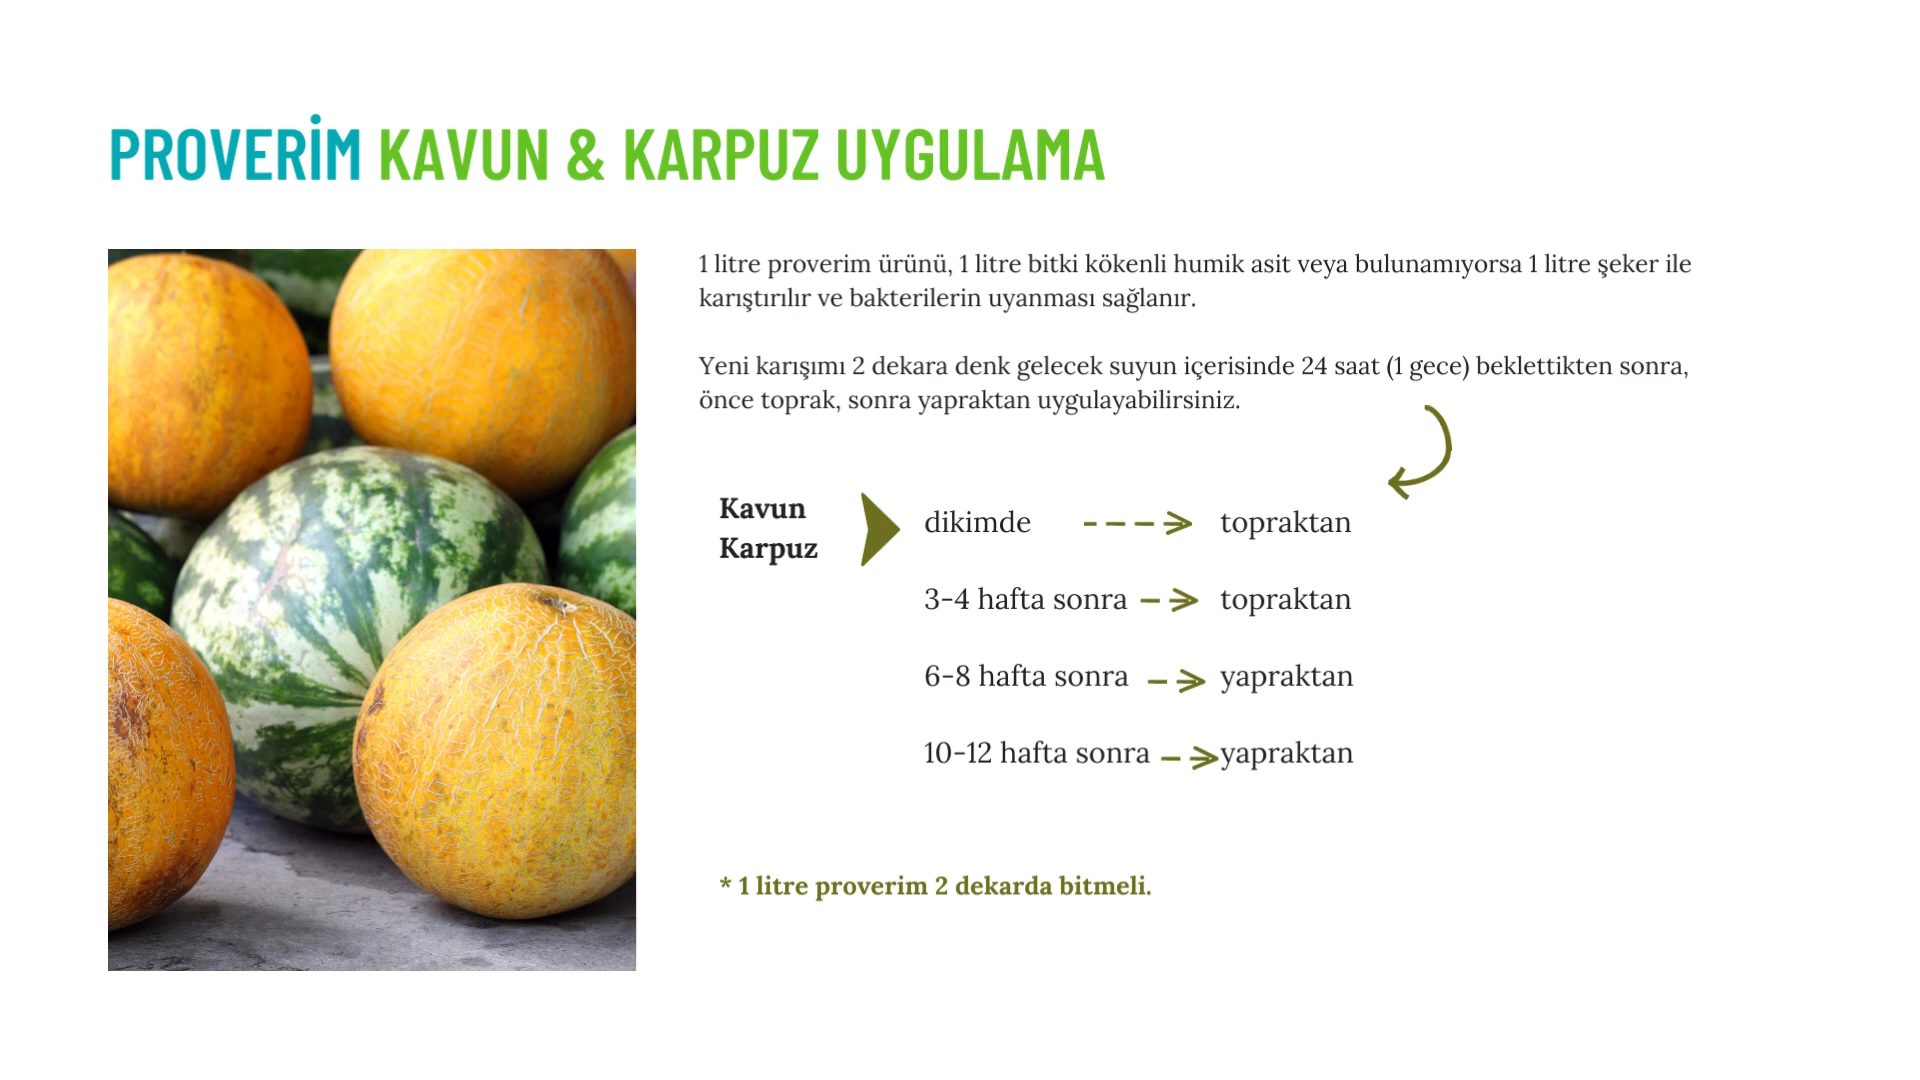 PROVERİM KAVUN & KARPUZ UYGULAMA
1 litre proverim ürünü, 1 litre bitki kökenli humik asit veya bulunamıyorsa 1 litre şeker ile
karıştırılır ve bakterilerin uyanması sağlanır.
Yeni karışımı 2 dekara denk gelecek suyun içerisinde 24 saat (1 gece) beklettikten sonra,
önce toprak, sonra yapraktan uygulayabilirsiniz.
Kavun
Karpuz
dikimde topraktan
3-4 hafta sonra topraktan
6-8 hafta sonra yapraktan
10-12 hafta sonra yapraktan
* 1 litre proverim 2 dekarda bitmeli.